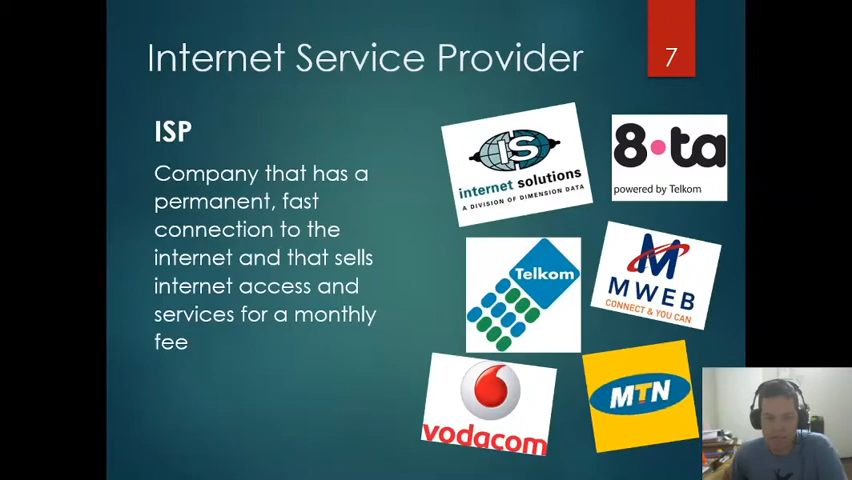 Internet Service Provider
7
ISP
Company that has a
permanent, fast
connection to the
internet and that sells
internet access and
services for a monthly
fee
IS
internet solutions
A DIVISION OF DIMENSION DATA
8•ta
powered by Telkom
Telkom
MWEB
CONNECT & YOU CAN
vodacom
MTN